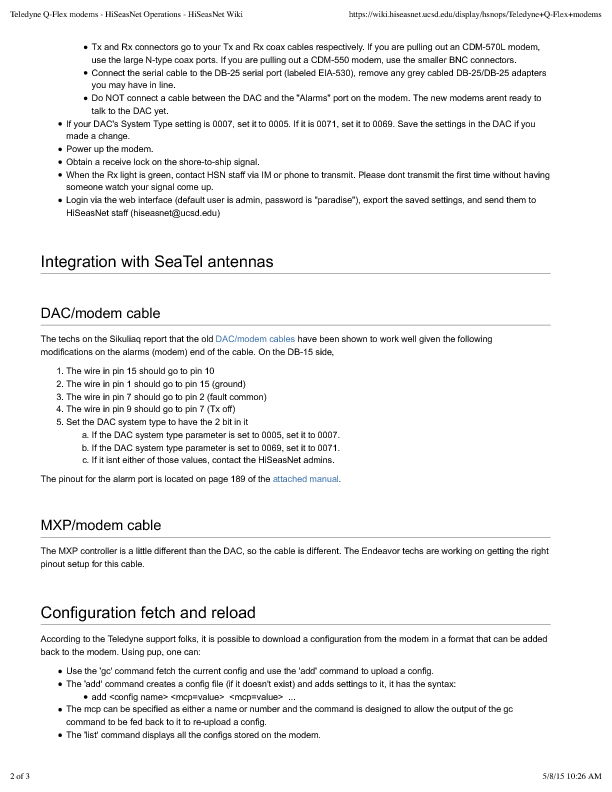 Teledyne Q-Flex modems - HiSeasNet Operations - HiSeasNet Wiki
https://wiki.hiseasnet.ucsd.edu/display/hsnops/Teledyne+Q-Flex+modems
• Tx and Rx connectors go to your Tx and Rx coax cables respectively. If you are pulling out an CDM-570L modem,
use the large N-type coax ports. If you are pulling out a CDM-550 modem, use the smaller BNC connectors.
• Connect the serial cable to the DB-25 serial port (labeled EIA-530), remove any grey cabled DB-25/DB-25 adapters
you may have in line.
• Do NOT connect a cable between the DAC and the "Alarms" port on the modem. The new modems arent ready to
talk to the DAC yet.
• If your DAC's System Type setting is 0007, set it to 0005. If it is 0071, set it to 0069. Save the settings in the DAC if you
made a change.
• Power up the modem.
• Obtain a receive lock on the shore-to-ship signal.
• When the Rx light is green, contact HSN staff via IM or phone to transmit. Please dont transmit the first time without having
someone watch your signal come up.
• Login via the web interface (default user is admin, password is "paradise"), export the saved settings, and send them to
HiSeasNet staff (hiseasnet@ucsd.edu)
Integration with SeaTel antennas
DAC/modem cable
The techs on the Sikuliaq report that the old DAC/modem cables have been shown to work well given the following
modifications on the alarms (modem) end of the cable. On the DB-15 side,
1. The wire in pin 15 should go to pin 10
2. The wire in pin 1 should go to pin 15 (ground)
3. The wire in pin 7 should go to pin 2 (fault common)
4. The wire in pin 9 should go to pin 7 (Tx off)
5. Set the DAC system type to have the 2 bit in it
a. If the DAC system type parameter is set to 0005, set it to 0007.
b. If the DAC system type parameter is set to 0069, set it to 0071.
c. If it isnt either of those values, contact the HiSeasNet admins.
The pinout for the alarm port is located on page 189 of the attached manual.
MXP/modem cable
The MXP controller is a little different than the DAC, so the cable is different. The Endeavor techs are working on getting the right
pinout setup for this cable.
Configuration fetch and reload
According to the Teledyne support folks, it is possible to download a configuration from the modem in a format that can be added
back to the modem. Using pup, one can:
• Use the 'gc' command fetch the current config and use the 'add' command to upload a config.
• The 'add' command creates a config file (if it doesn't exist) and adds settings to it, it has the syntax:
• add <config name> <mcp=value> <mcp=value> ...
• The mcp can be specified as either a name or number and the command is designed to allow the output of the gc
command to be fed back to it to re-upload a config.
• The 'list' command displays all the configs stored on the modem.
2 of 3
5/8/15 10:26 AM